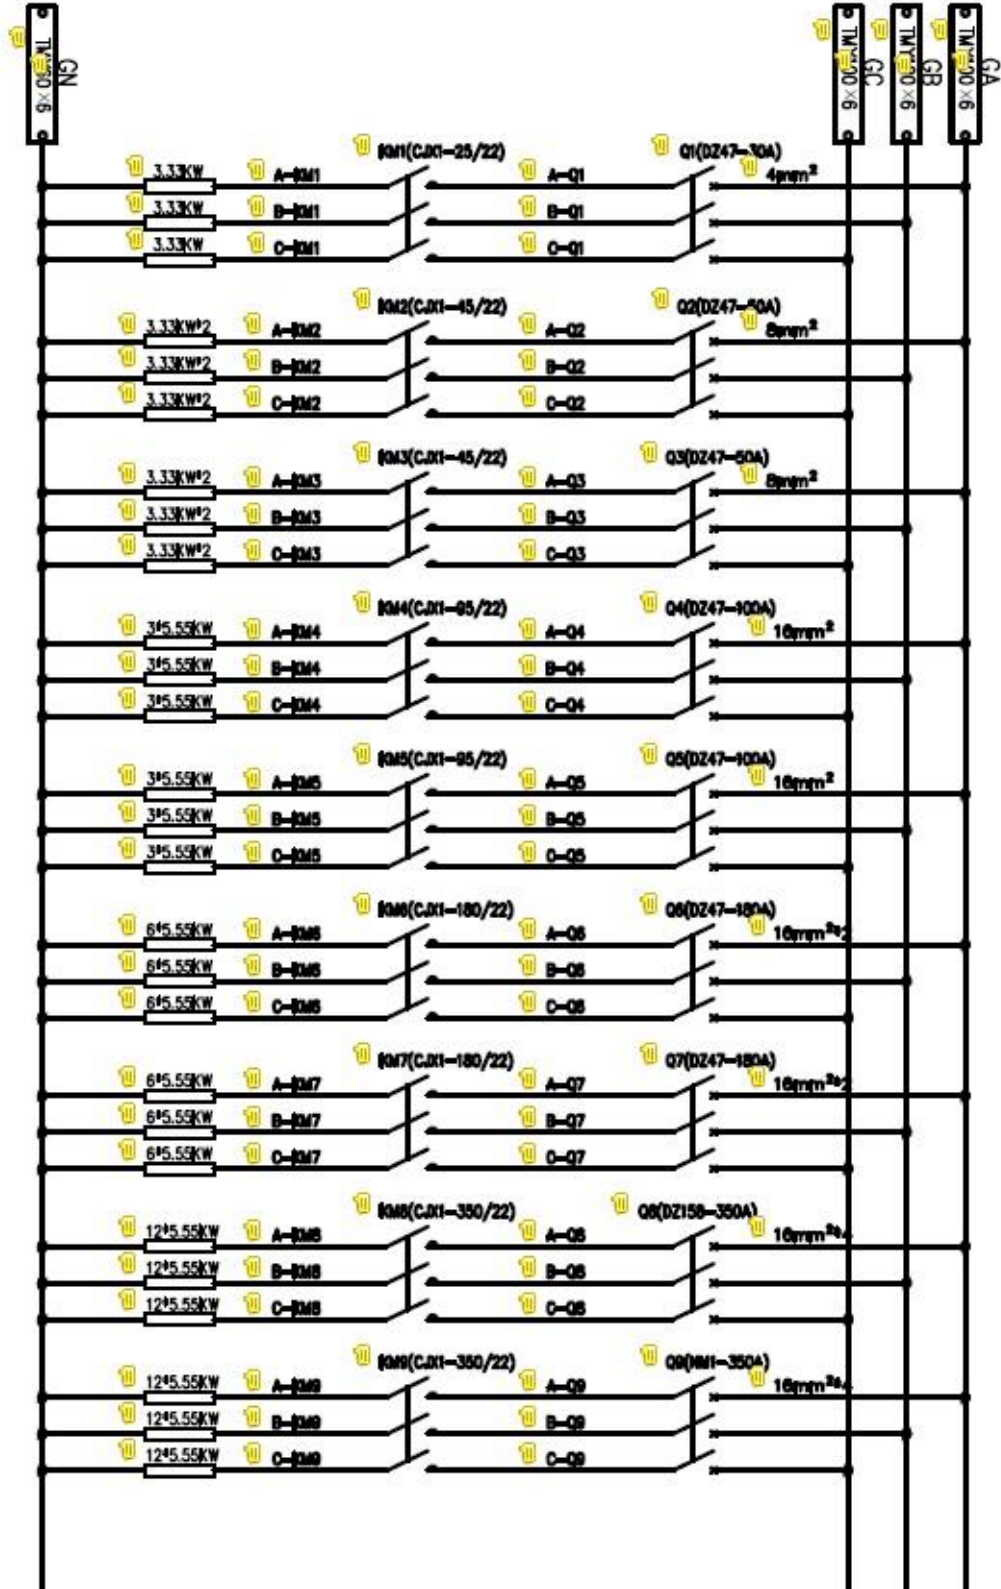 GN
GC
GB
GA
×6
×6
×6
×6
KM1(CJX1-25/22) Q1(DZ47-30A)
3.33KW A-KM1 A-Q1 4mm²
3.33KW B-KM1 B-Q1
3.33KW C-KM1 C-Q1
KM2(CJX1-45/22) Q2(DZ47-50A)
3.33KW*2 A-KM2 A-Q2 8mm²
3.33KW*2 B-KM2 B-Q2
3.33KW*2 C-KM2 C-Q2
KM3(CJX1-45/22) Q3(DZ47-50A)
3.33KW*2 A-KM3 A-Q3 8mm²
3.33KW*2 B-KM3 B-Q3
3.33KW*2 C-KM3 C-Q3
KM4(CJX1-95/22) Q4(DZ47-100A)
3*5.55KW A-KM4 A-Q4 16mm²
3*5.55KW B-KM4 B-Q4
3*5.55KW C-KM4 C-Q4
KM5(CJX1-95/22) Q5(DZ47-100A)
3*5.55KW A-KM5 A-Q5 16mm²
3*5.55KW B-KM5 B-Q5
3*5.55KW C-KM5 C-Q5
KM6(CJX1-180/22) Q6(DZ47-180A)
6*5.55KW A-KM6 A-Q6 16mm²*2
6*5.55KW B-KM6 B-Q6
6*5.55KW C-KM6 C-Q6
KM7(CJX1-180/22) Q7(DZ47-180A)
6*5.55KW A-KM7 A-Q7 16mm²*2
6*5.55KW B-KM7 B-Q7
6*5.55KW C-KM7 C-Q7
KM8(CJX1-350/22) Q8(DZ158-350A)
12*5.55KW A-KM8 A-Q8 16mm²*4
12*5.55KW B-KM8 B-Q8
12*5.55KW C-KM8 C-Q8
KM9(CJX1-350/22) Q9(HM1-350A)
12*5.55KW A-KM9 A-Q9 16mm²*4
12*5.55KW B-KM9 B-Q9
12*5.55KW C-KM9 C-Q9